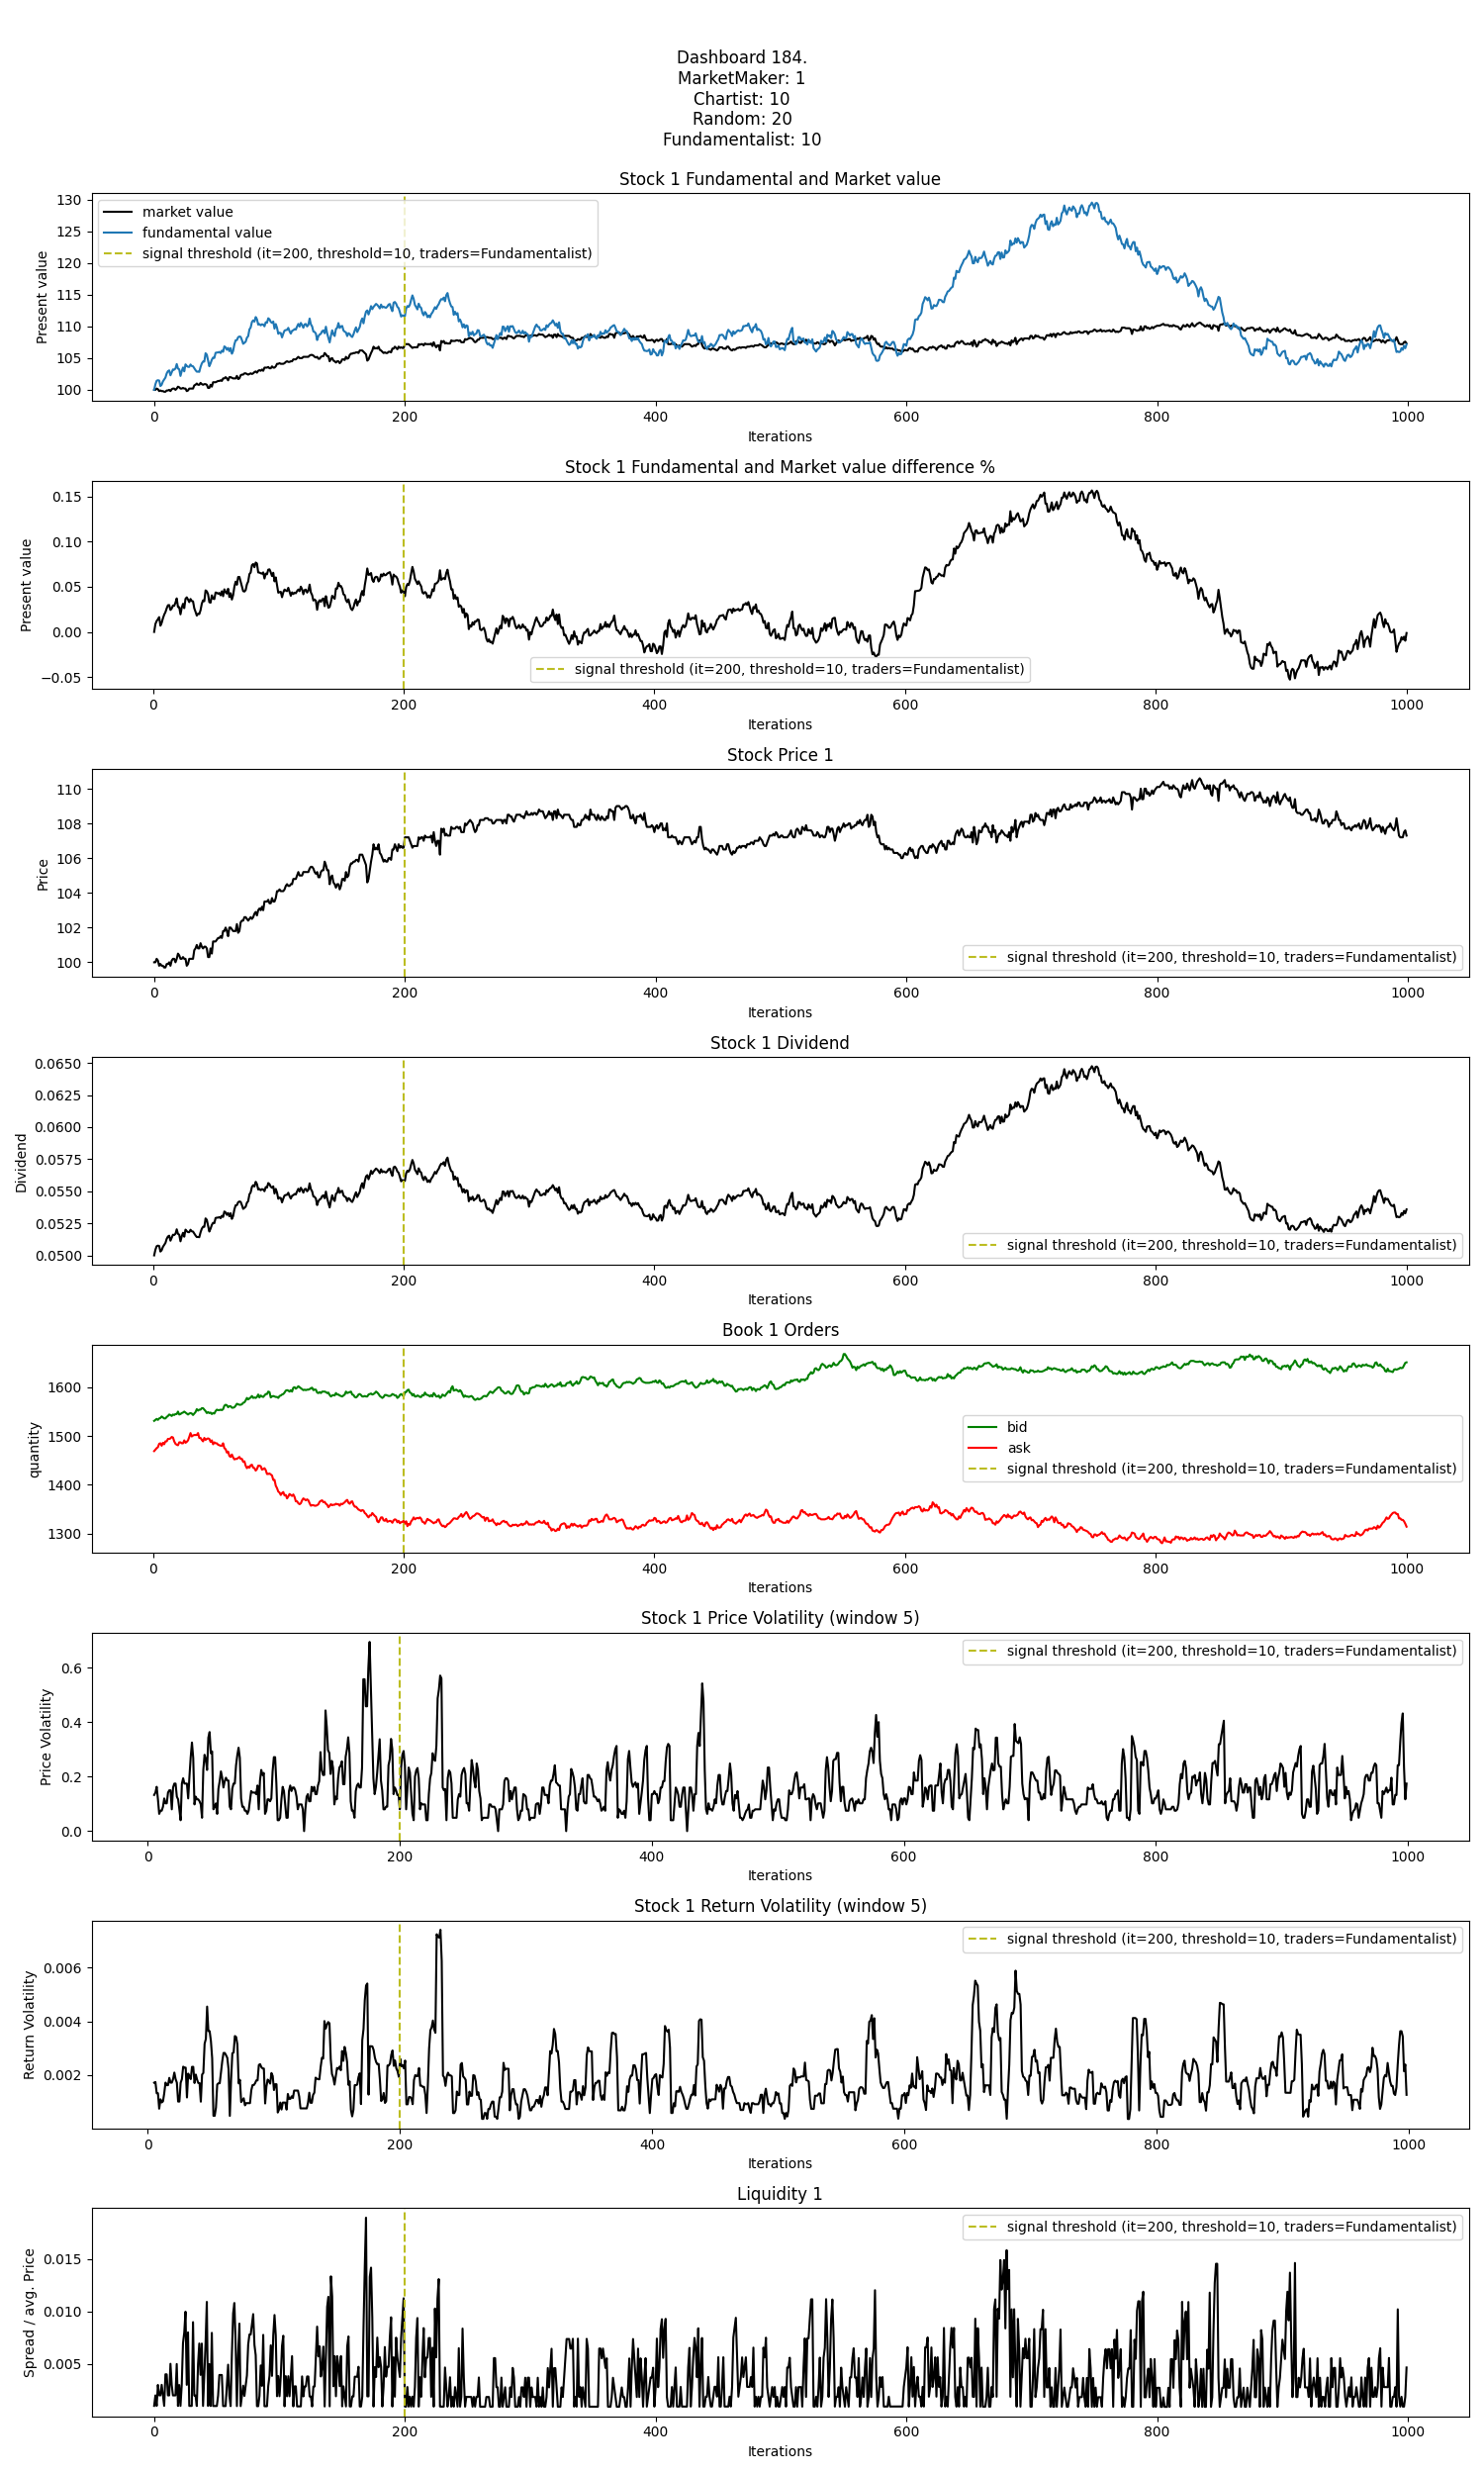 Dashboard 184.
MarketMaker: 1
Chartist: 10
Random: 20
Fundamentalist: 10
Stock 1 Fundamental and Market value
130
125
120
115
110
105
100
Present value
market value
fundamental value
signal threshold (it=200, threshold=10, traders=Fundamentalist)
0 200 400 600 800 1000
Iterations
Stock 1 Fundamental and Market value difference %
0.15
0.10
0.05
0.00
−0.05
Present value
signal threshold (it=200, threshold=10, traders=Fundamentalist)
0 200 400 600 800 1000
Iterations
Stock Price 1
110
108
106
104
102
100
Price
signal threshold (it=200, threshold=10, traders=Fundamentalist)
0 200 400 600 800 1000
Iterations
Stock 1 Dividend
0.0650
0.0625
0.0600
0.0575
0.0550
0.0525
0.0500
Dividend
signal threshold (it=200, threshold=10, traders=Fundamentalist)
0 200 400 600 800 1000
Iterations
Book 1 Orders
1600
1500
1400
1300
quantity
bid
ask
signal threshold (it=200, threshold=10, traders=Fundamentalist)
0 200 400 600 800 1000
Iterations
Stock 1 Price Volatility (window 5)
0.6
0.4
0.2
0.0
Price Volatility
signal threshold (it=200, threshold=10, traders=Fundamentalist)
0 200 400 600 800 1000
Iterations
Stock 1 Return Volatility (window 5)
0.006
0.004
0.002
Return Volatility
signal threshold (it=200, threshold=10, traders=Fundamentalist)
0 200 400 600 800 1000
Iterations
Liquidity 1
0.015
0.010
0.005
Spread / avg. Price
signal threshold (it=200, threshold=10, traders=Fundamentalist)
0 200 400 600 800 1000
Iterations